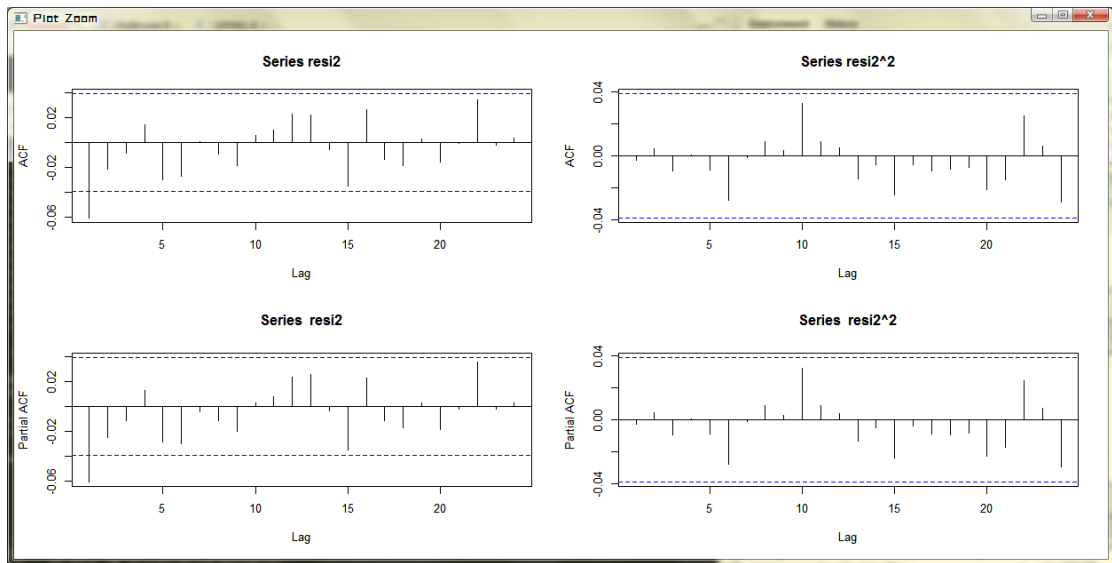 Plot Zoom
Series resi2
ACF
0.02
-0.02
-0.06
5
10
15
20
Lag
Series resi2^2
ACF
0.04
0.00
-0.04
5
10
15
20
Lag
Series  resi2
Partial ACF
0.02
-0.02
-0.06
5
10
15
20
Lag
Series  resi2^2
Partial ACF
0.04
0.00
-0.04
5
10
15
20
Lag